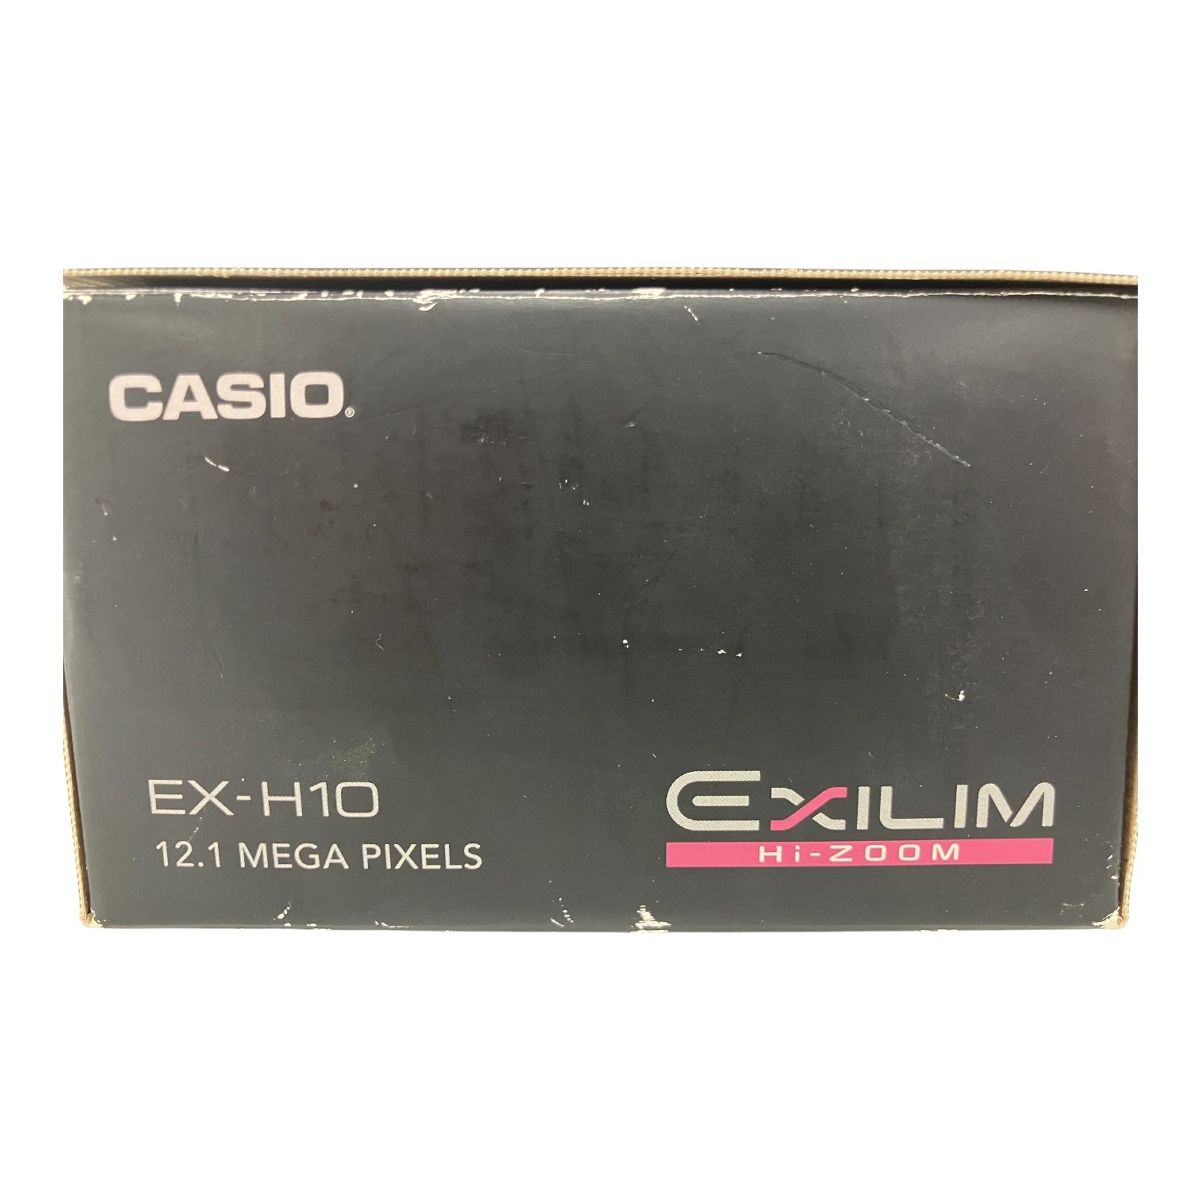 CASIO®
EX-H10
12.1 MEGA PIXELS
EXILIM
Hi-ZOOM